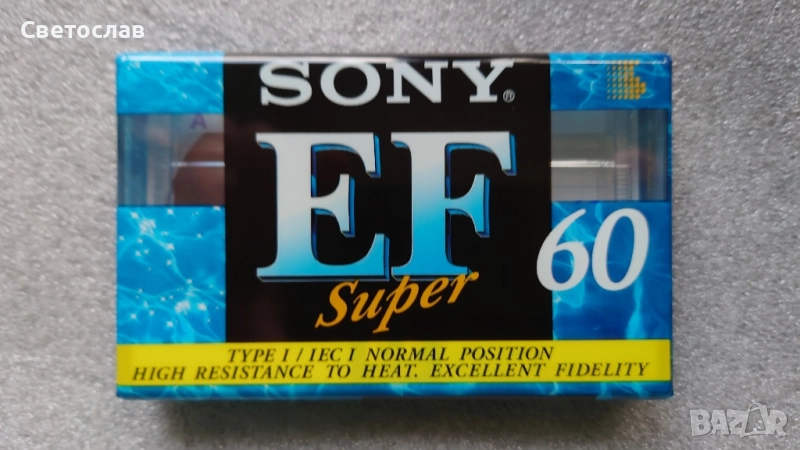 Светослав
SONY®
A
EF
Super
60
TYPE I / IEC I NORMAL POSITION
HIGH RESISTANCE TO HEAT. EXCELLENT FIDELITY
BAZAR